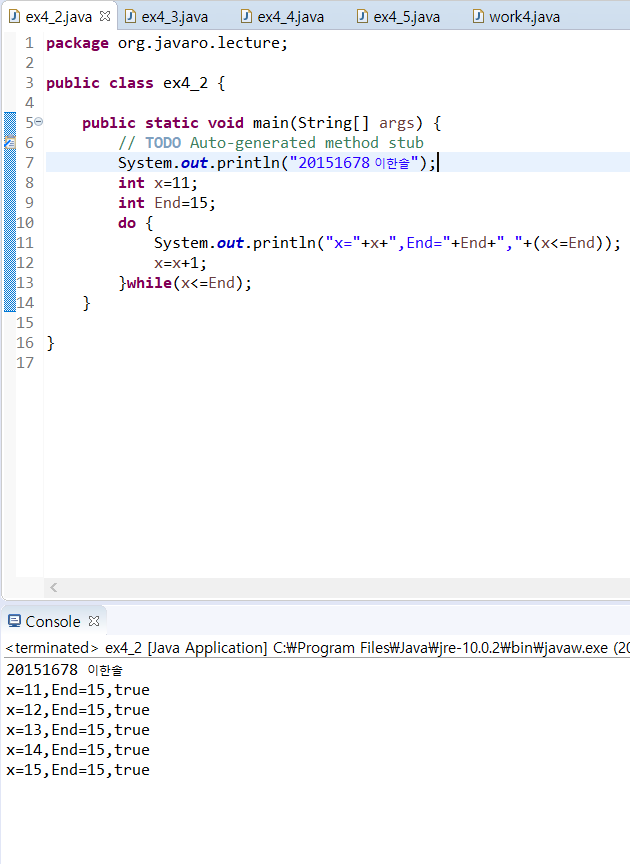 ex4_2.java ex4_3.java ex4_4.java ex4_5.java work4.java
1 package org.javaro.lecture;
2
3 public class ex4_2 {
4
5 public static void main(String[] args) {
6 // TODO Auto-generated method stub
7 System.out.println("20151678 이한솔");
8 int x=11;
9 int End=15;
10 do {
11 System.out.println("x="+x+",End="+End+","+(x<=End));
12 x=x+1;
13 }while(x<=End);
14 }
15
16 }
17
Console
<terminated> ex4_2 [Java Application] C:₩Program Files₩Java₩jre-10.0.2₩bin₩javaw.exe (20
20151678 이한솔
x=11,End=15,true
x=12,End=15,true
x=13,End=15,true
x=14,End=15,true
x=15,End=15,true